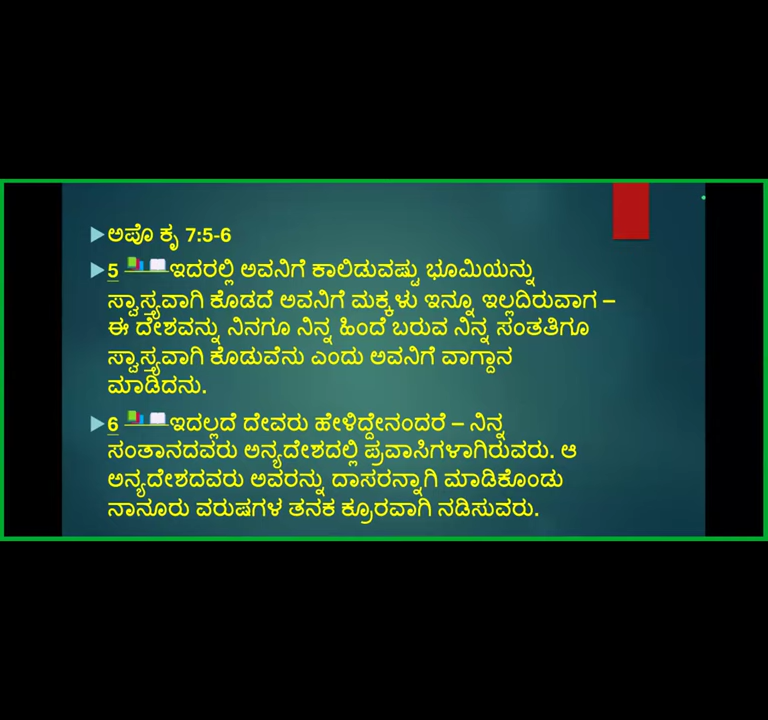 ಅಪೊ ಕೃ 7:5-6
5 ಇದರಲ್ಲಿ ಅವನಿಗೆ ಕಾಲಿಡುವಷ್ಟು ಭೂಮಿಯನ್ನು
ಸ್ವಾಸ್ತ್ಯವಾಗಿ ಕೊಡದೆ ಅವನಿಗೆ ಮಕ್ಕಳು ಇನ್ನೂ ಇಲ್ಲದಿರುವಾಗ –
ಈ ದೇಶವನ್ನು ನಿನಗೂ ನಿನ್ನ ಹಿಂದೆ ಬರುವ ನಿನ್ನ ಸಂತತಿಗೂ
ಸ್ವಾಸ್ತ್ಯವಾಗಿ ಕೊಡುವೆನು ಎಂದು ಅವನಿಗೆ ವಾಗ್ದಾನ
ಮಾಡಿದನು.
6 ಇದಲ್ಲದೆ ದೇವರು ಹೇಳಿದ್ದೇನಂದರೆ – ನಿನ್ನ
ಸಂತಾನದವರು ಅನ್ಯದೇಶದಲ್ಲಿ ಪ್ರವಾಸಿಗಳಾಗಿರುವರು. ಆ
ಅನ್ಯದೇಶದವರು ಅವರನ್ನು ದಾಸರನ್ನಾಗಿ ಮಾಡಿಕೊಂಡು
ನಾನೂರು ವರುಷಗಳ ತನಕ ಕ್ರೂರವಾಗಿ ನಡಿಸುವರು.